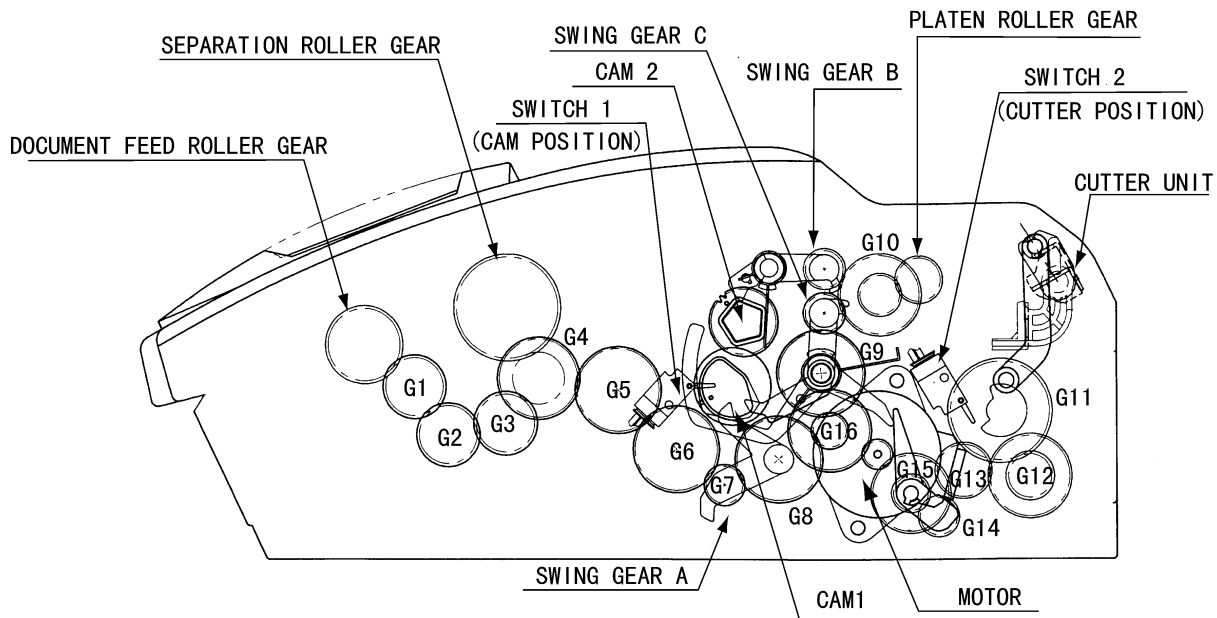 PLATEN ROLLER GEAR
SWING GEAR C
SEPARATION ROLLER GEAR
CAM 2
SWING GEAR B
SWITCH 2
(CUTTER POSITION)
SWITCH 1
(CAM POSITION)
DOCUMENT FEED ROLLER GEAR
CUTTER UNIT
G10
G4
G9
G1
G5
G11
G2
G3
G16
G6
G7
G15
G13
G12
G8
G14
SWING GEAR A
CAM1
MOTOR